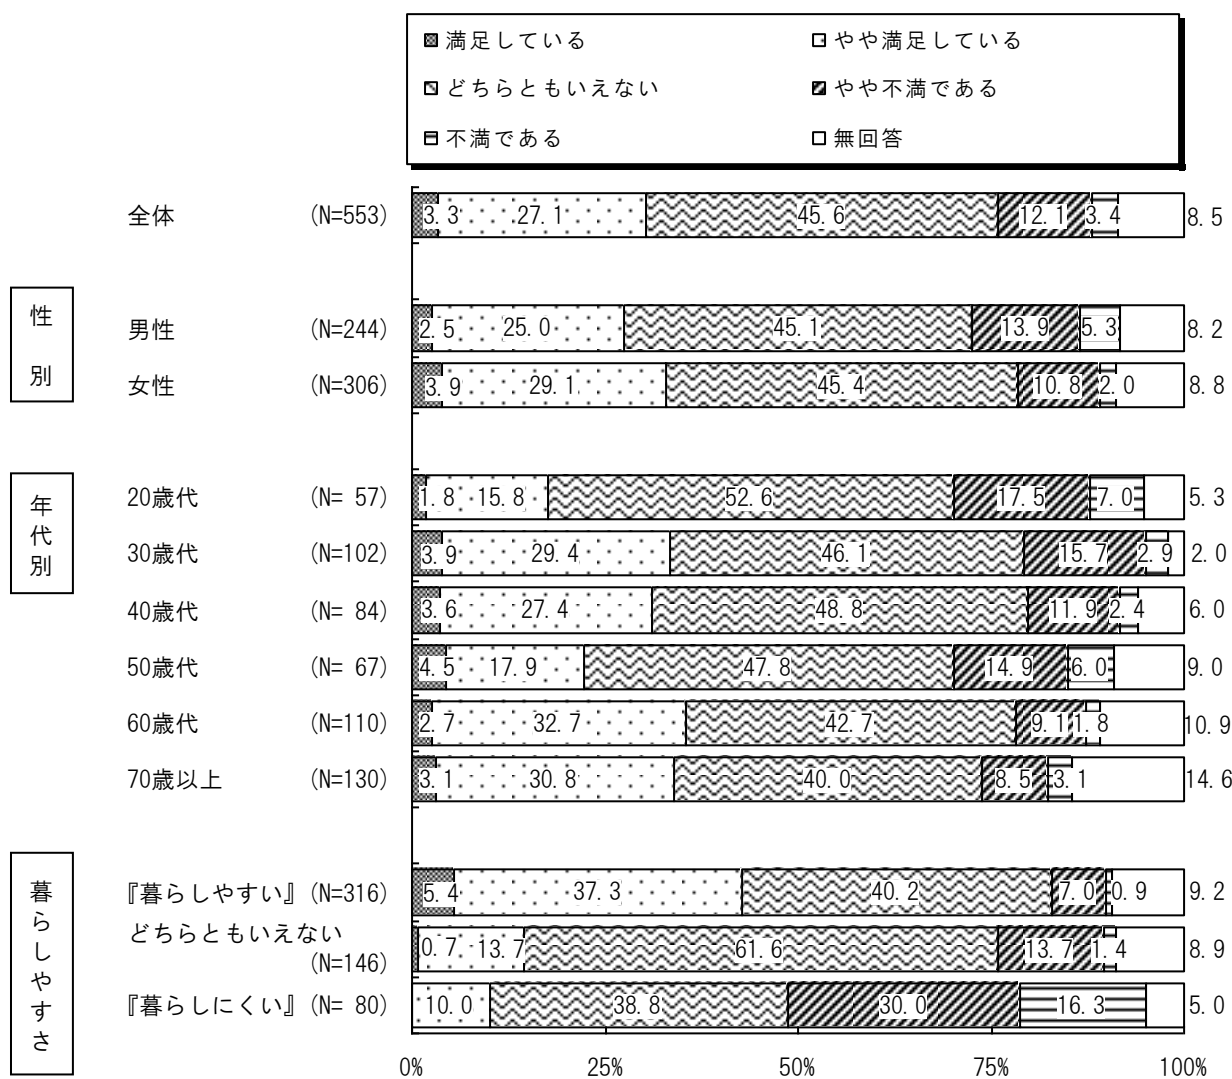 満足している やや満足している
どちらともいえない やや不満である
不満である 無回答
全体 (N=553) 3.3 27.1 45.6 12.1 3.4 8.5
性別
男性 (N=244) 2.5 25.0 45.1 13.9 5.3 8.2
女性 (N=306) 3.9 29.1 45.4 10.8 2.0 8.8
年代別
20歳代 (N= 57) 1.8 15.8 52.6 17.5 7.0 5.3
30歳代 (N=102) 3.9 29.4 46.1 15.7 2.9 2.0
40歳代 (N= 84) 3.6 27.4 48.8 11.9 2.4 6.0
50歳代 (N= 67) 4.5 17.9 47.8 14.9 6.0 9.0
60歳代 (N=110) 2.7 32.7 42.7 9.1 1.8 10.9
70歳以上 (N=130) 3.1 30.8 40.0 8.5 3.1 14.6
暮らしやすさ
『暮らしやすい』(N=316) 5.4 37.3 40.2 7.0 0.9 9.2
どちらともいえない
(N=146) 0.7 13.7 61.6 13.7 1.4 8.9
『暮らしにくい』(N= 80) 10.0 38.8 30.0 16.3 5.0
0% 25% 50% 75% 100%